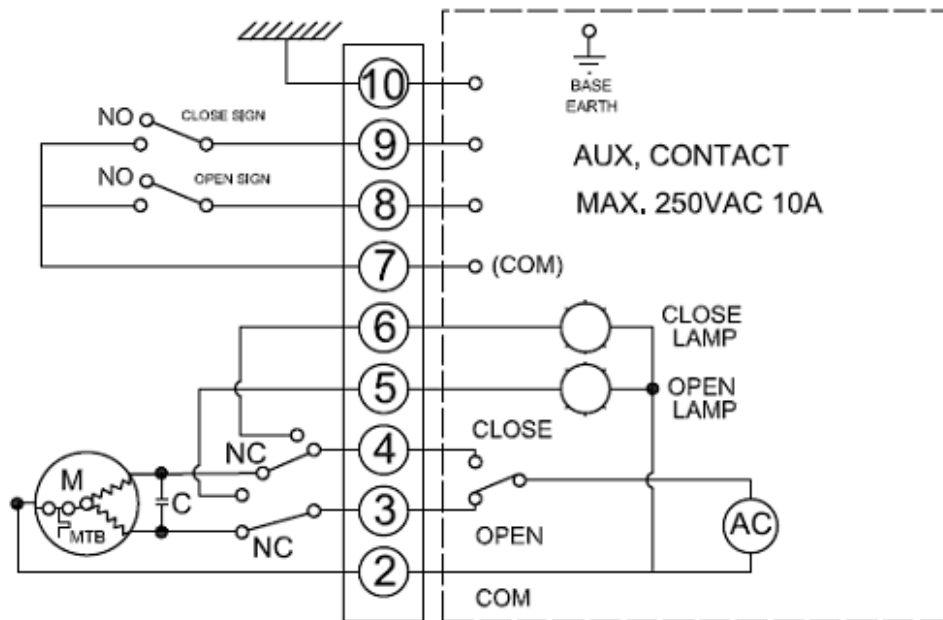 10
BASE
EARTH
NO
CLOSE SIGN
9
AUX, CONTACT
NO
OPEN SIGN
8
MAX. 250VAC 10A
7
(COM)
6
CLOSE
LAMP
5
OPEN
LAMP
NC
4
CLOSE
M
C
MTB
NC
3
OPEN
AC
2
COM